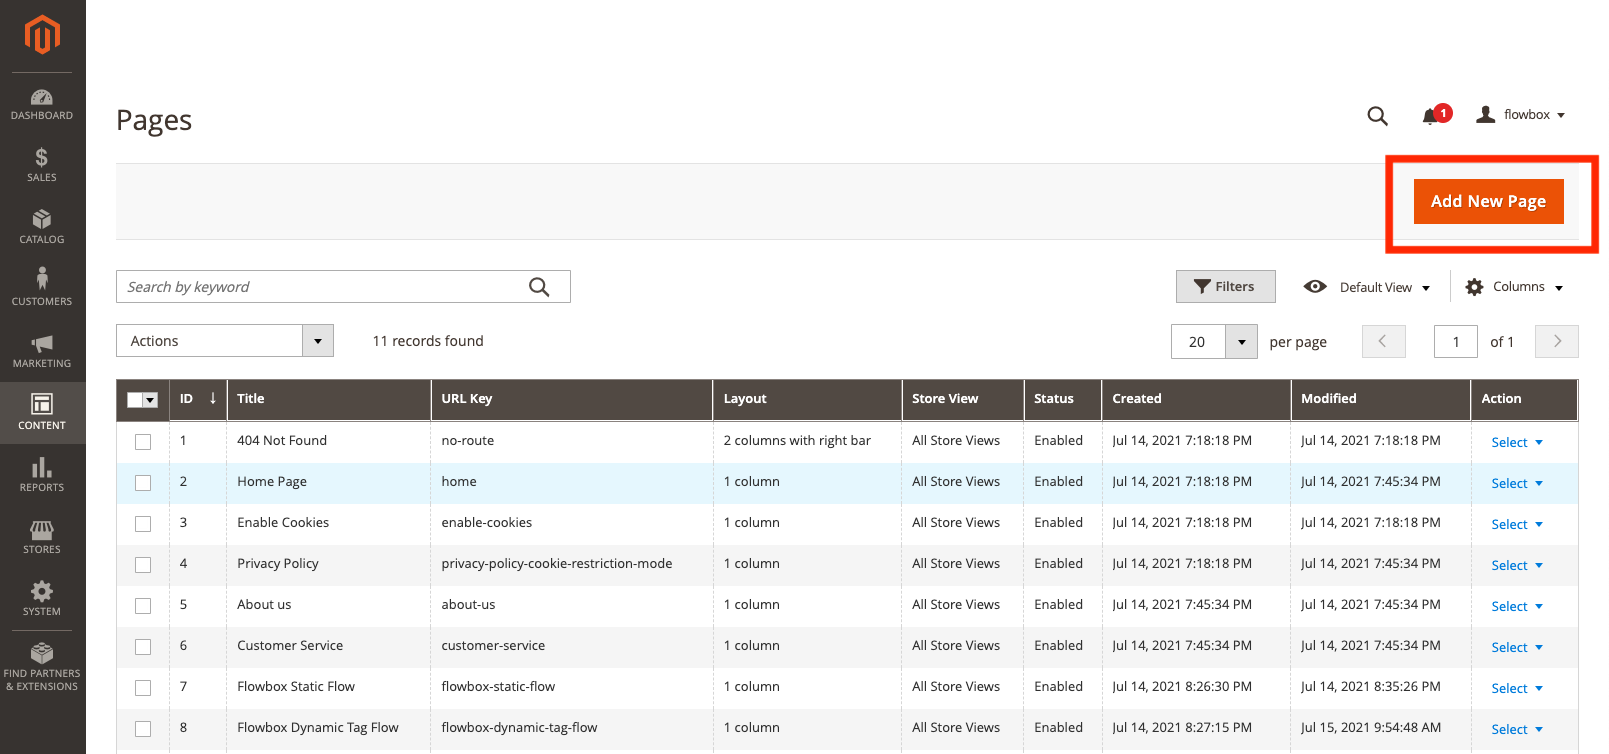 DASHBOARD
SALES
CATALOG
CUSTOMERS
MARKETING
CONTENT
REPORTS
STORES
SYSTEM
FIND PARTNERS
& EXTENSIONS
Pages
1
flowbox
Add New Page
Search by keyword
Filters
Default View
Columns
Actions
11 records found
20
per page
1
of 1
ID ↓ Title URL Key Layout Store View Status Created Modified Action
1 404 Not Found no-route 2 columns with right bar All Store Views Enabled Jul 14, 2021 7:18:18 PM Jul 14, 2021 7:18:18 PM Select
2 Home Page home 1 column All Store Views Enabled Jul 14, 2021 7:18:18 PM Jul 14, 2021 7:45:34 PM Select
3 Enable Cookies enable-cookies 1 column All Store Views Enabled Jul 14, 2021 7:18:18 PM Jul 14, 2021 7:18:18 PM Select
4 Privacy Policy privacy-policy-cookie-restriction-mode 1 column All Store Views Enabled Jul 14, 2021 7:18:18 PM Jul 14, 2021 7:45:34 PM Select
5 About us about-us 1 column All Store Views Enabled Jul 14, 2021 7:45:34 PM Jul 14, 2021 7:45:34 PM Select
6 Customer Service customer-service 1 column All Store Views Enabled Jul 14, 2021 7:45:34 PM Jul 14, 2021 7:45:34 PM Select
7 Flowbox Static Flow flowbox-static-flow 1 column All Store Views Enabled Jul 14, 2021 8:26:30 PM Jul 14, 2021 8:35:26 PM Select
8 Flowbox Dynamic Tag Flow flowbox-dynamic-tag-flow 1 column All Store Views Enabled Jul 14, 2021 8:27:15 PM Jul 15, 2021 9:54:48 AM Select